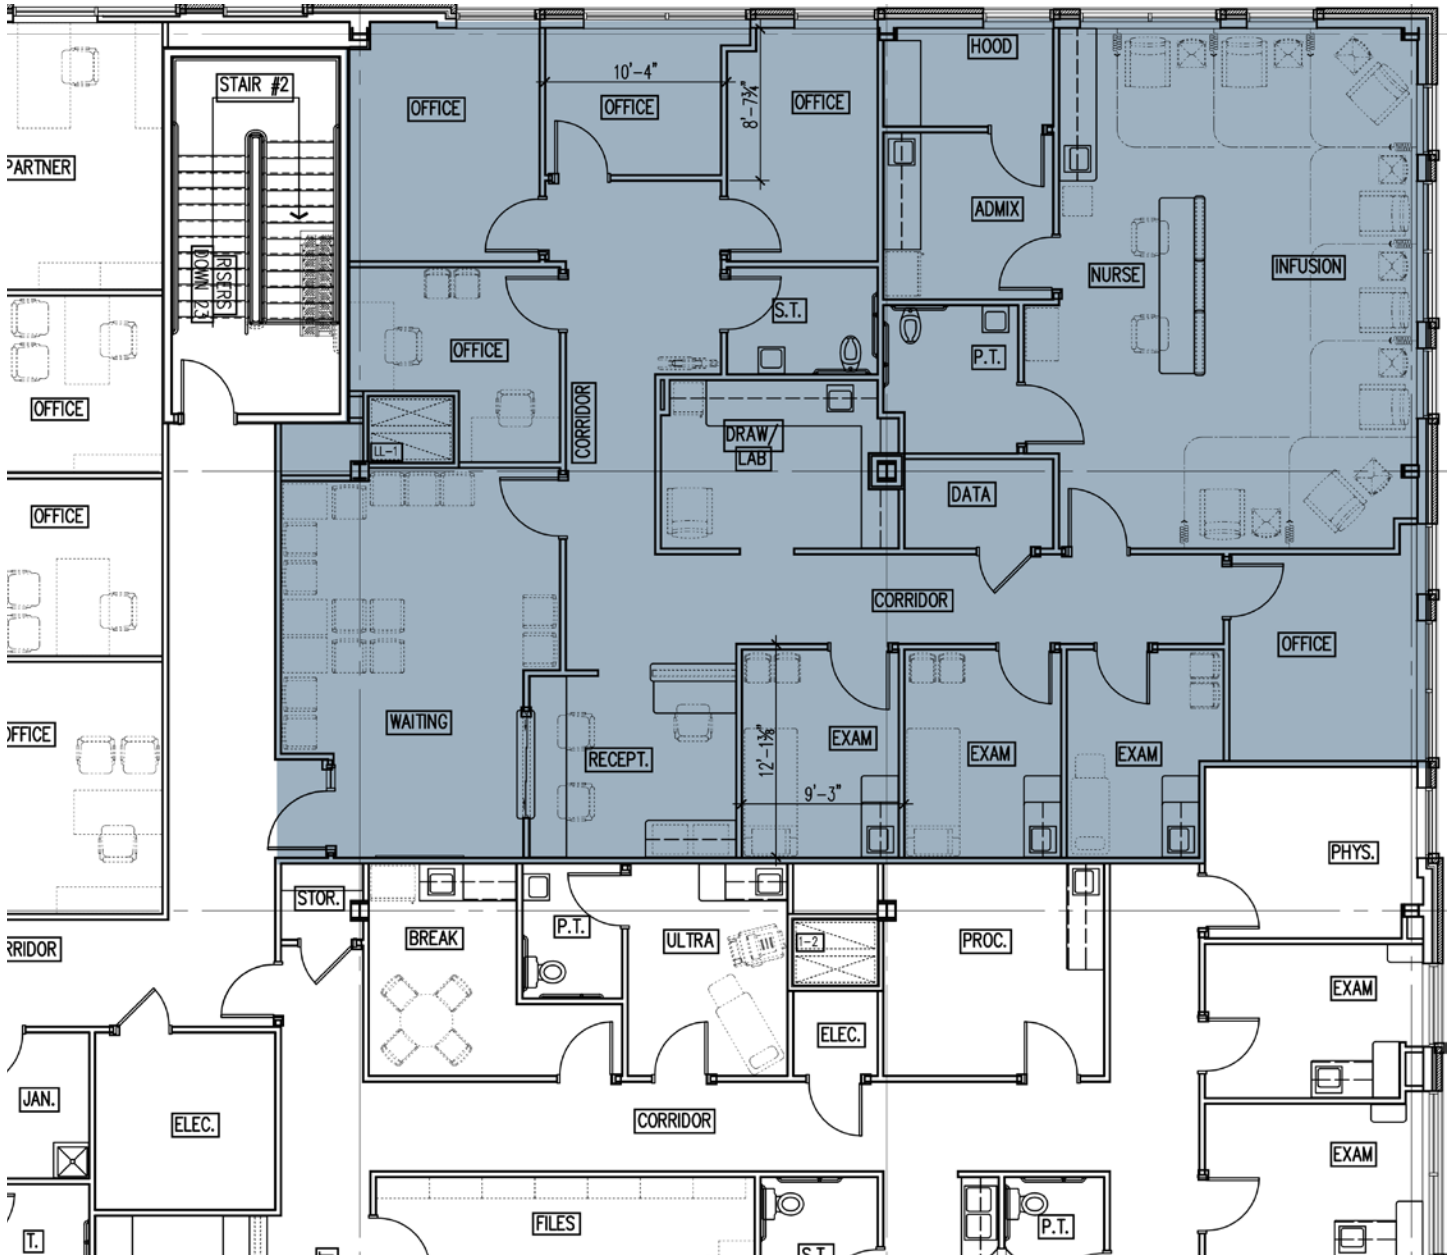 HOOD
STAIR #2
10'-4"
OFFICE
OFFICE
OFFICE
8'-7¾"
PARTNER
ADMIX
RISERS
DOWN 23
NURSE
INFUSION
S.T.
OFFICE
P.T.
OFFICE
CORRIDOR
DRAW/
LAB
LL-1
DATA
OFFICE
CORRIDOR
OFFICE
WAITING
OFFICE
EXAM
EXAM
EXAM
RECEPT.
12'-1⅜"
9'-3"
PHYS.
STOR.
P.T.
BREAK
ULTRA
1-2
PROC.
RRIDOR
EXAM
ELEC.
JAN.
ELEC.
CORRIDOR
EXAM
FILES
P.T.
T.
S.T.